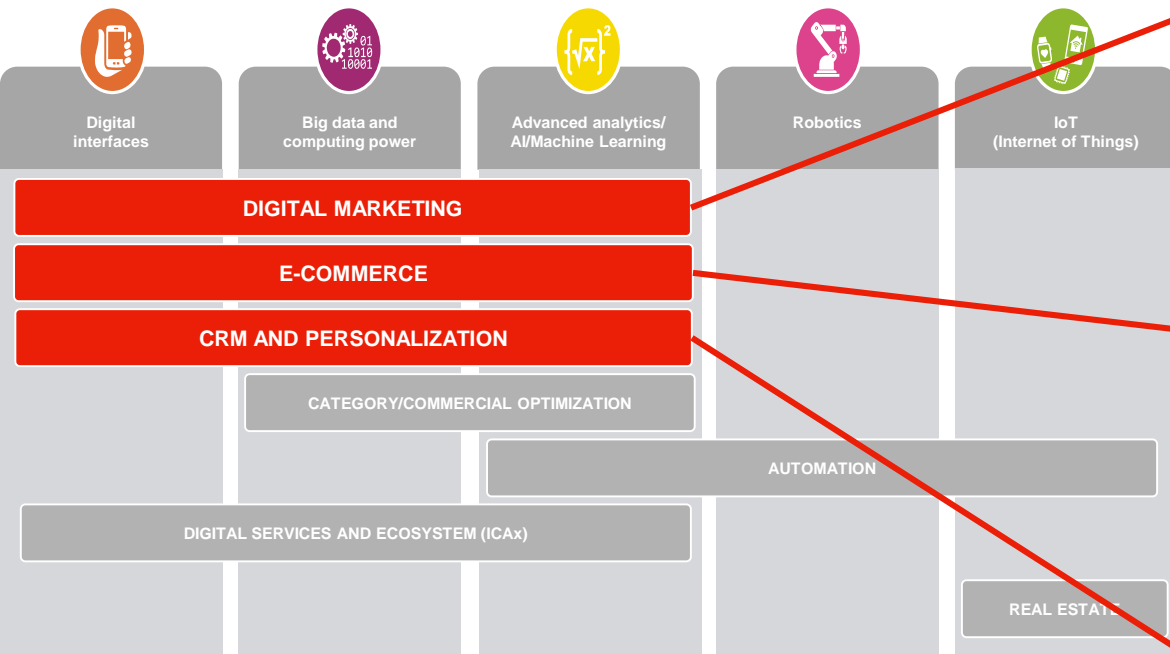 01
1010
10001
{√x}²
Digital
interfaces
Big data and
computing power
Advanced analytics/
AI/Machine Learning
Robotics
IoT
(Internet of Things)
DIGITAL MARKETING
E-COMMERCE
CRM AND PERSONALIZATION
CATEGORY/COMMERCIAL OPTIMIZATION
AUTOMATION
DIGITAL SERVICES AND ECOSYSTEM (ICAx)
REAL ESTATE